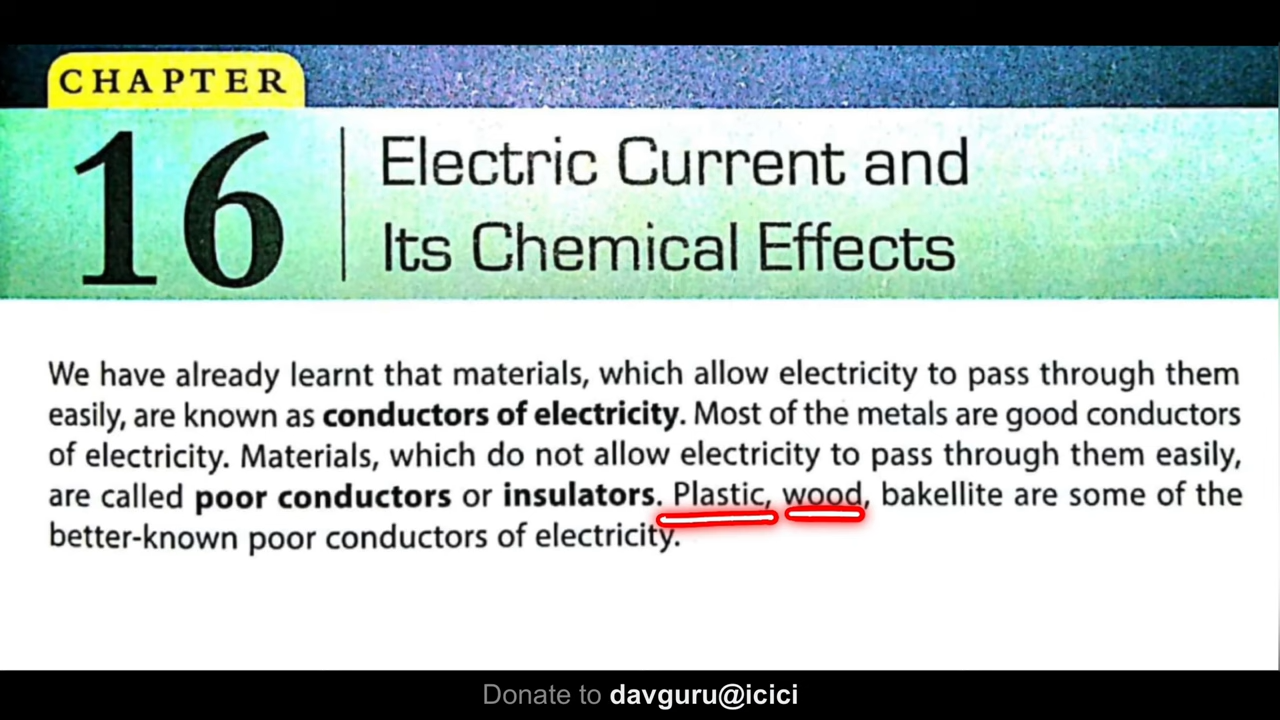 CHAPTER
16
Electric Current and
Its Chemical Effects
We have already learnt that materials, which allow electricity to pass through them
easily, are known as conductors of electricity. Most of the metals are good conductors
of electricity. Materials, which do not allow electricity to pass through them easily,
are called poor conductors or insulators. Plastic, wood, bakellite are some of the
better-known poor conductors of electricity.
Donate to davguru@icici